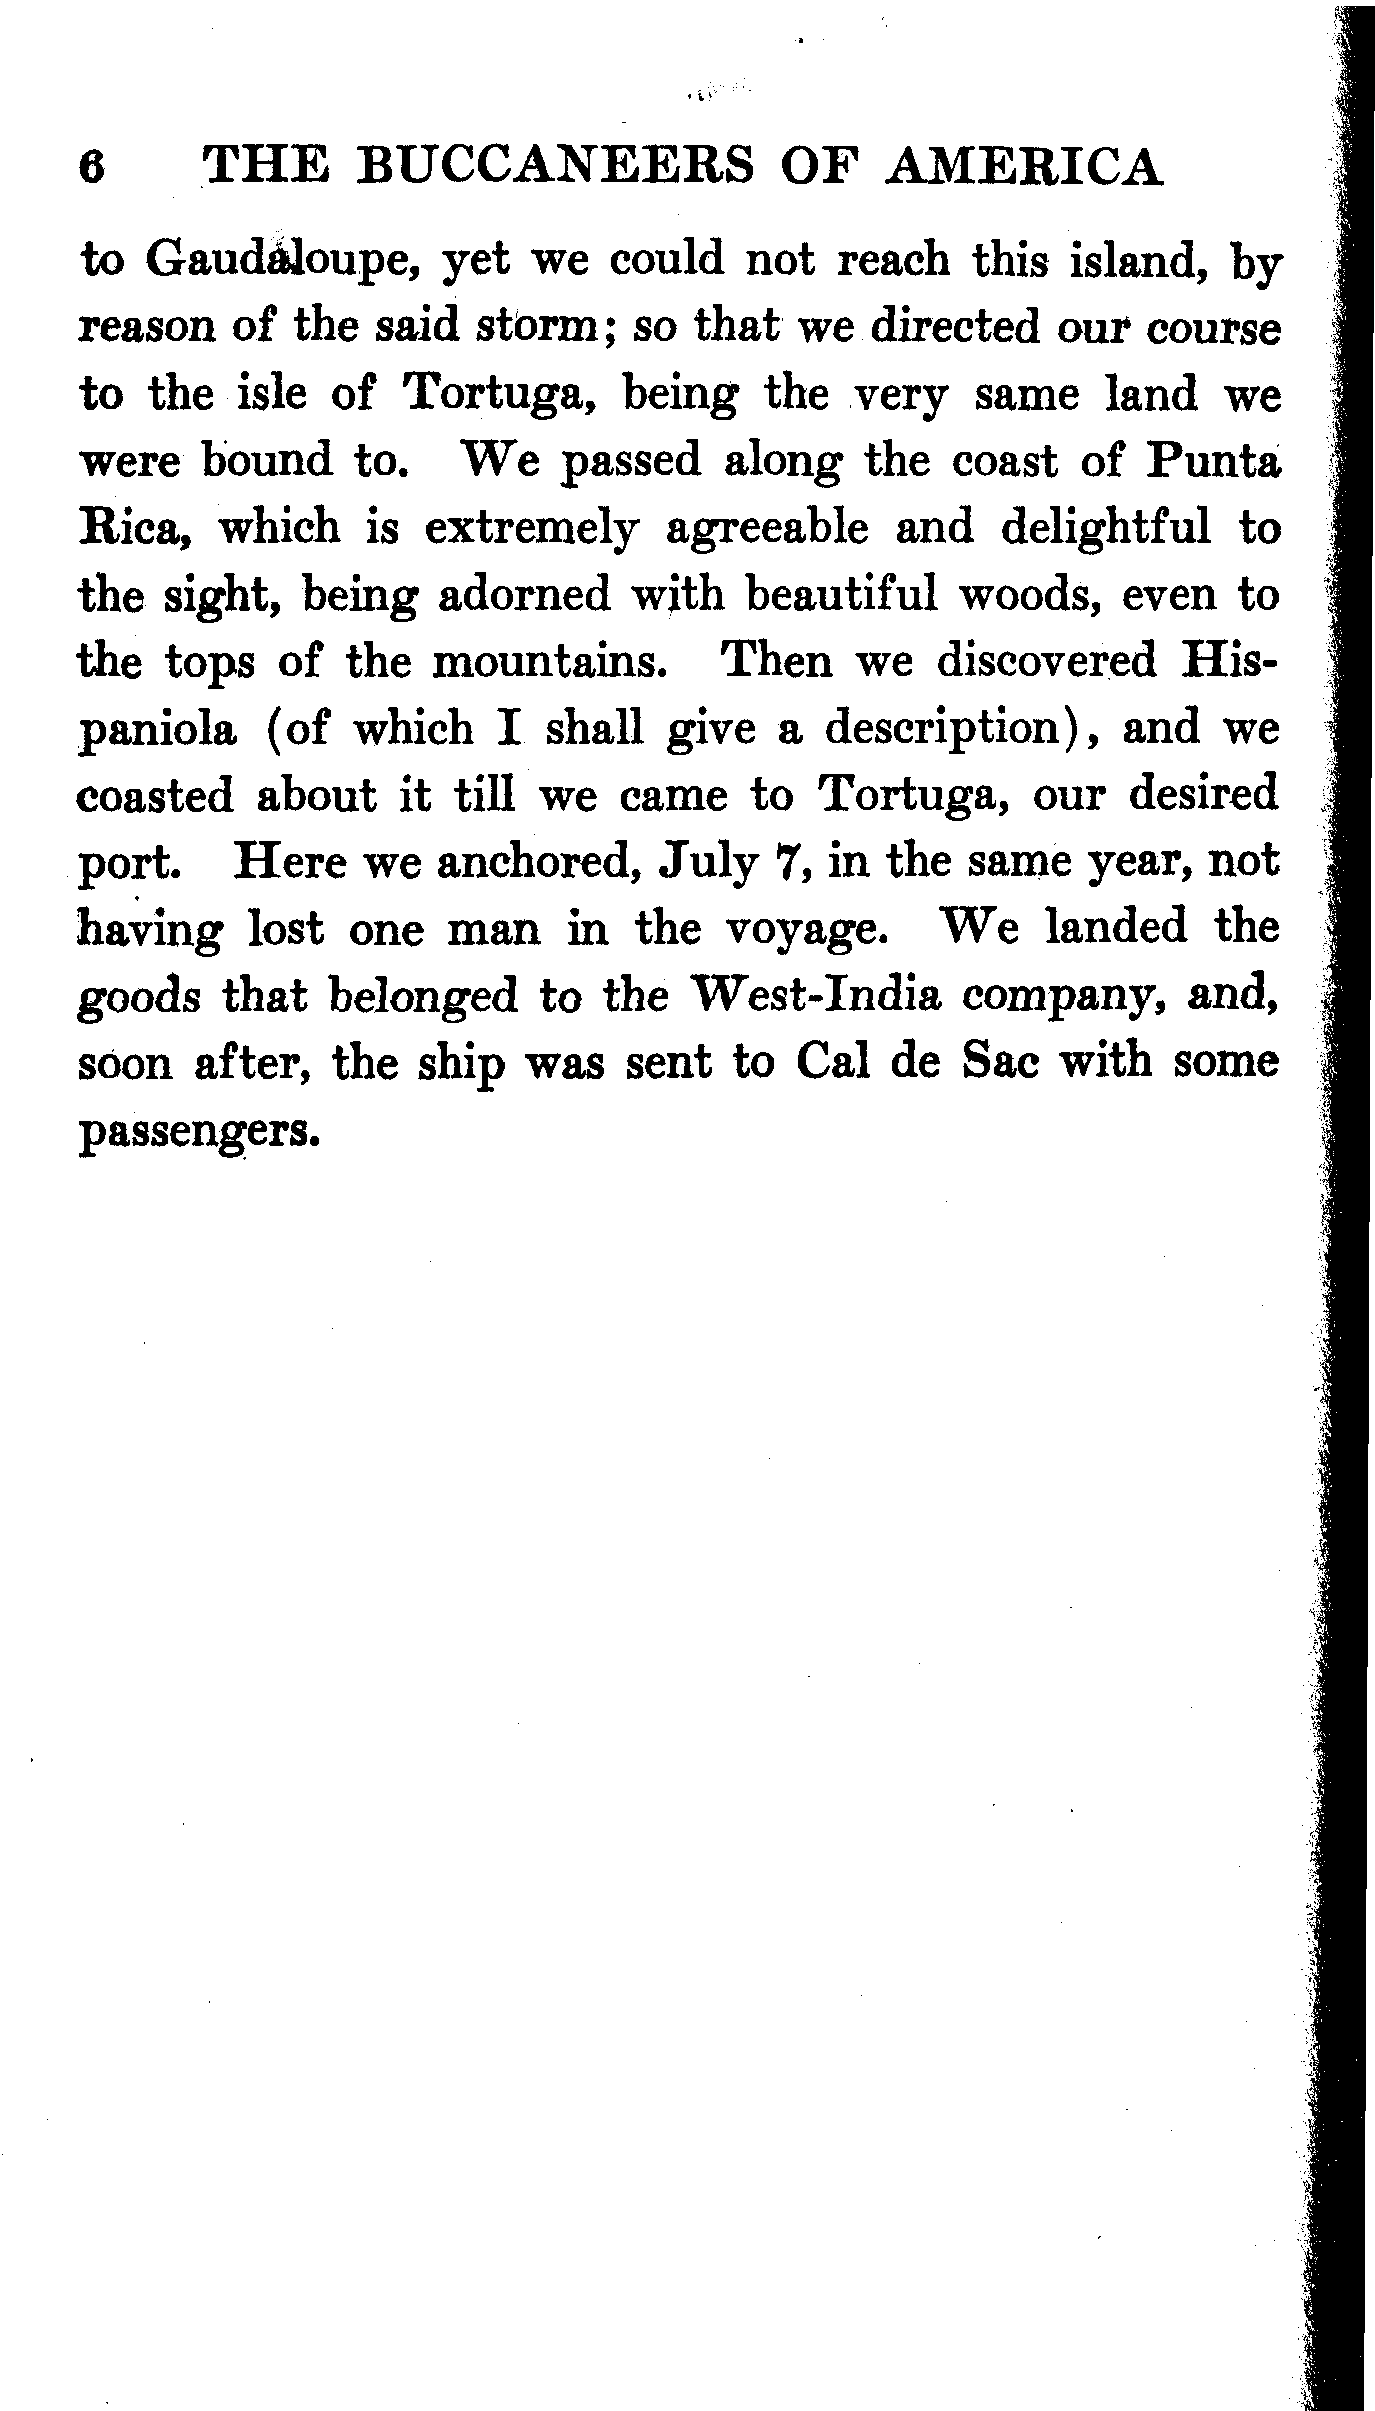 6 THE BUCCANEERS OF AMERICA
to Gaudaloupe, yet we could not reach this island, by
reason of the said storm; so that we directed our course
to the isle of Tortuga, being the very same land we
were bound to. We passed along the coast of Punta
Rica, which is extremely agreeable and delightful to
the sight, being adorned with beautiful woods, even to
the tops of the mountains. Then we discovered His-
paniola (of which I shall give a description), and we
coasted about it till we came to Tortuga, our desired
port. Here we anchored, July 7, in the same year, not
having lost one man in the voyage. We landed the
goods that belonged to the West-India company, and,
soon after, the ship was sent to Cal de Sac with some
passengers.